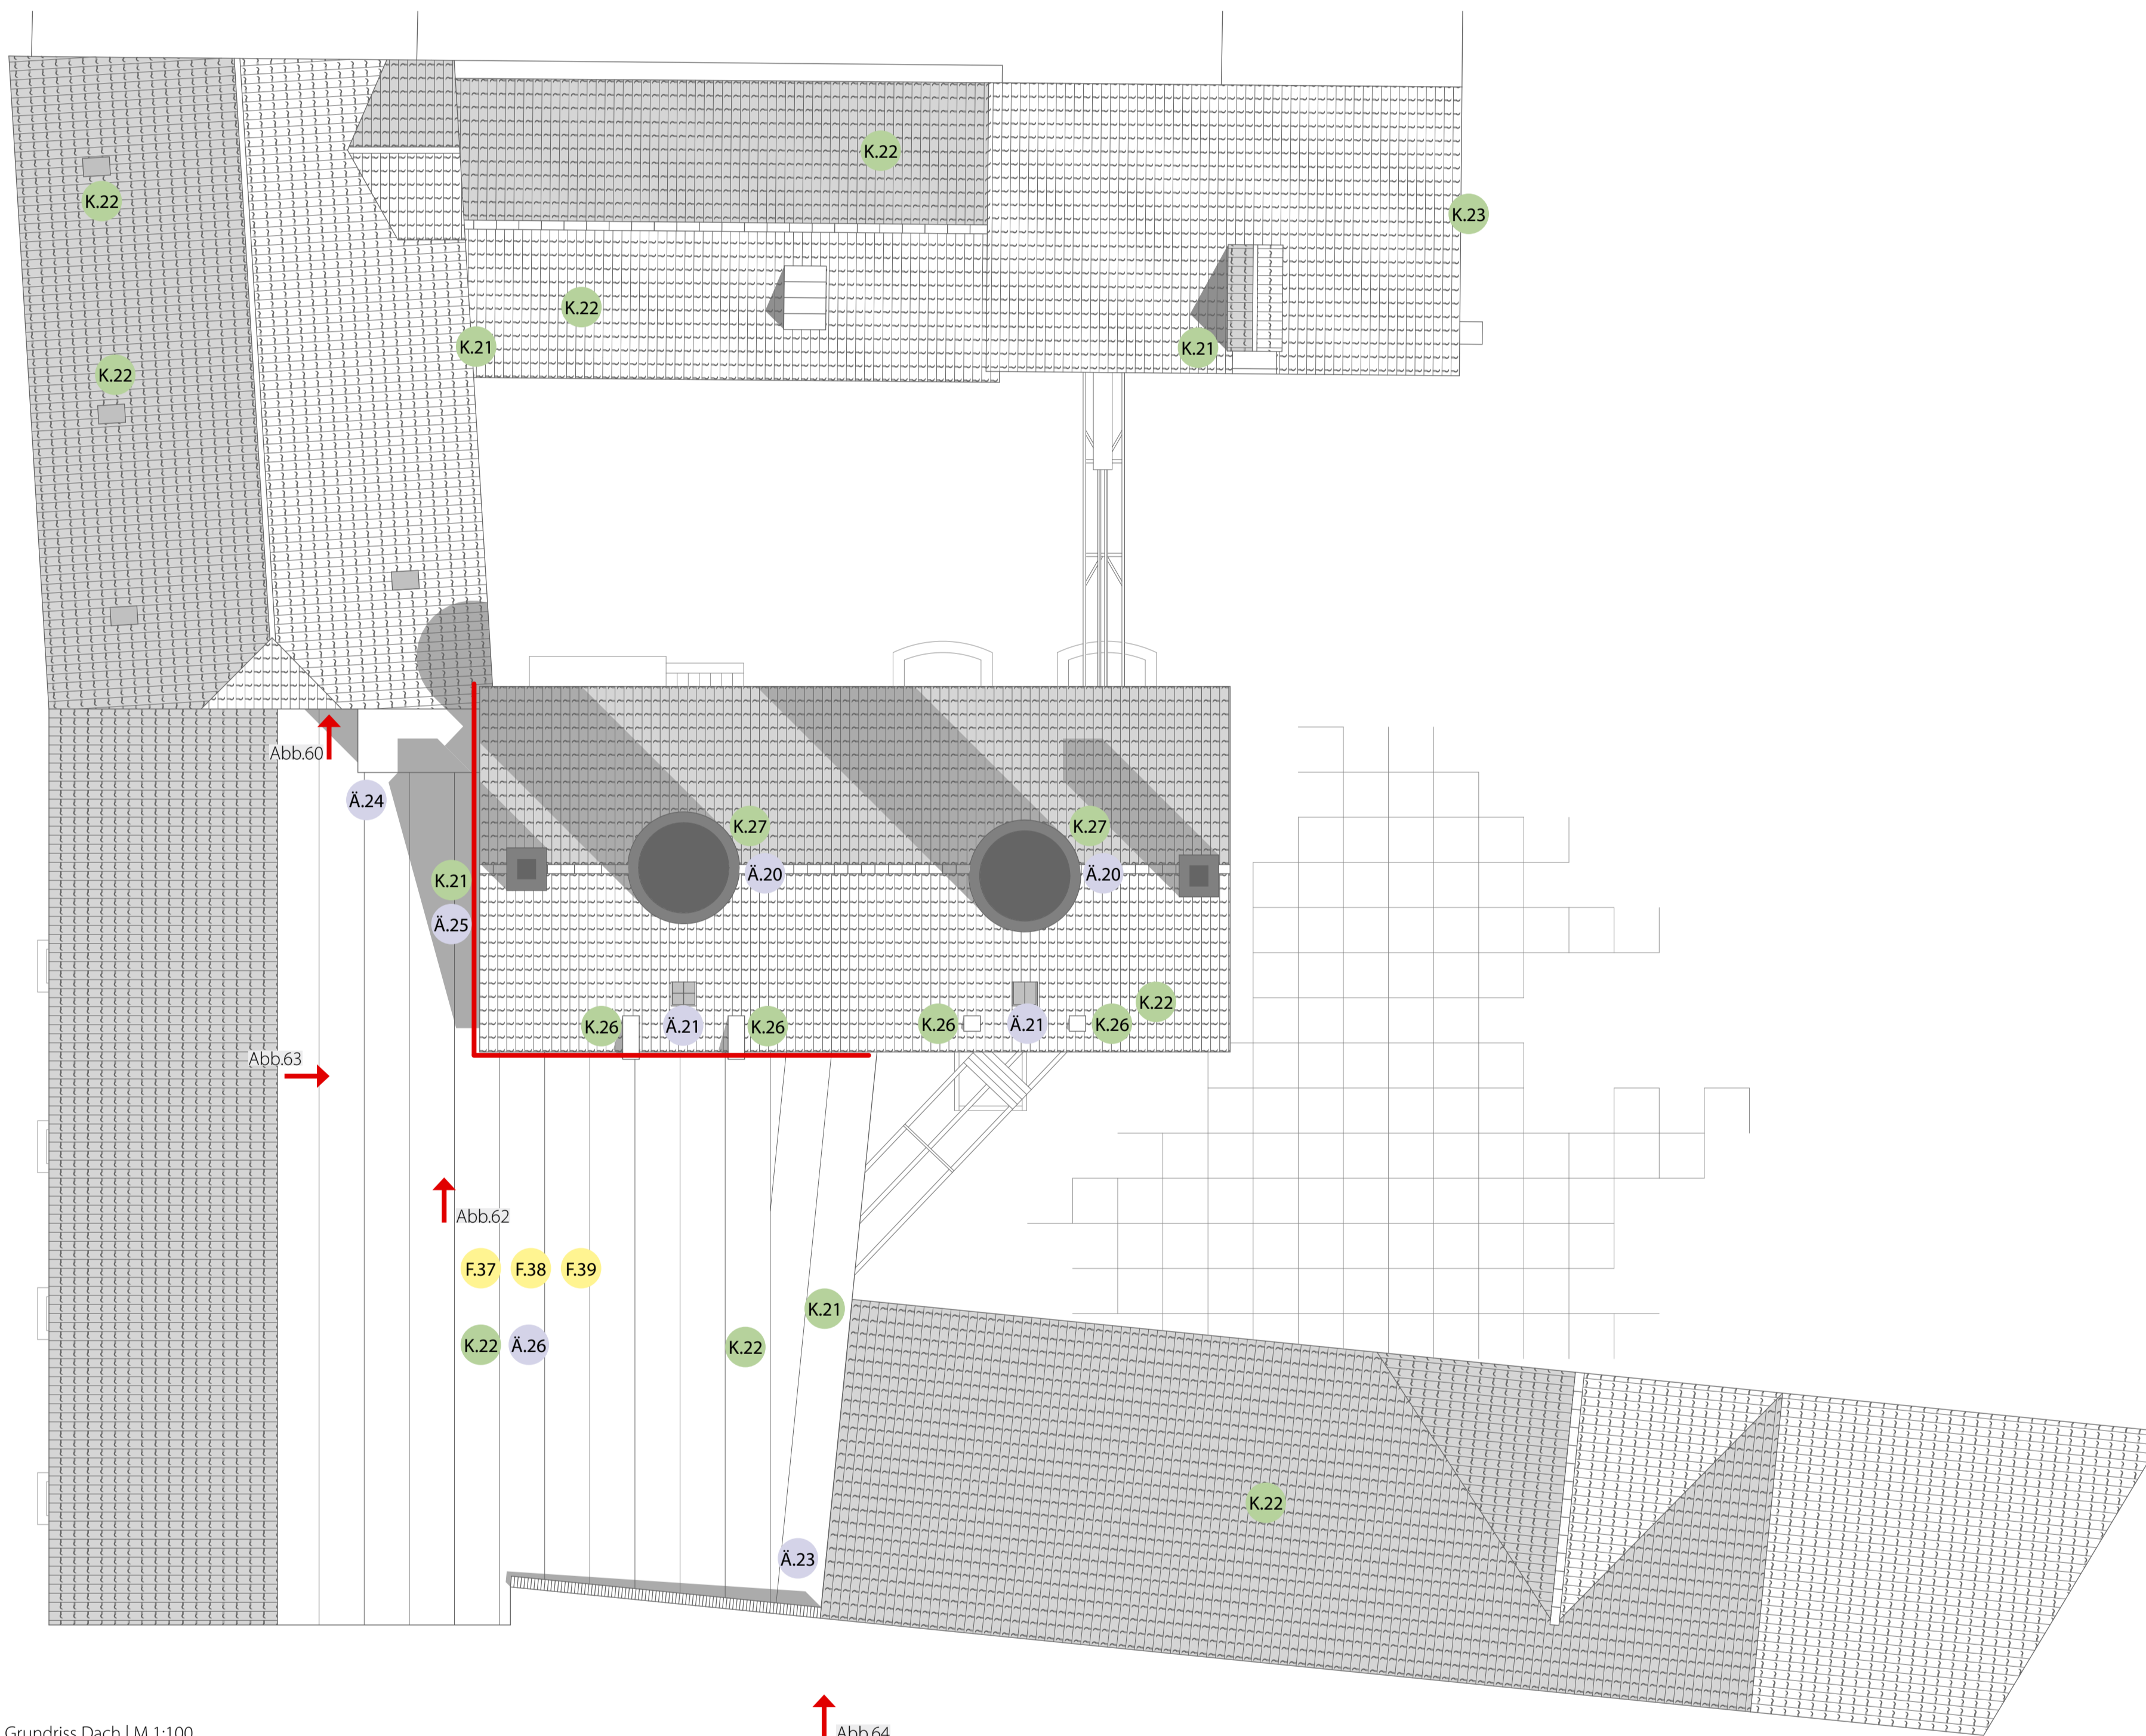 K.22
K.22
K.23
K.22
K.21
K.21
K.22
Abb.60
Ä.24
K.27
K.27
Ä.20
Ä.20
K.21
Ä.25
K.22
K.26
Ä.21
K.26
K.26
Ä.21
K.26
Abb.63
Abb.62
F.37 F.38 F.39
K.21
K.22 Ä.26
K.22
K.22
Ä.23
Abb.64
Grundriss Dach | M 1:100